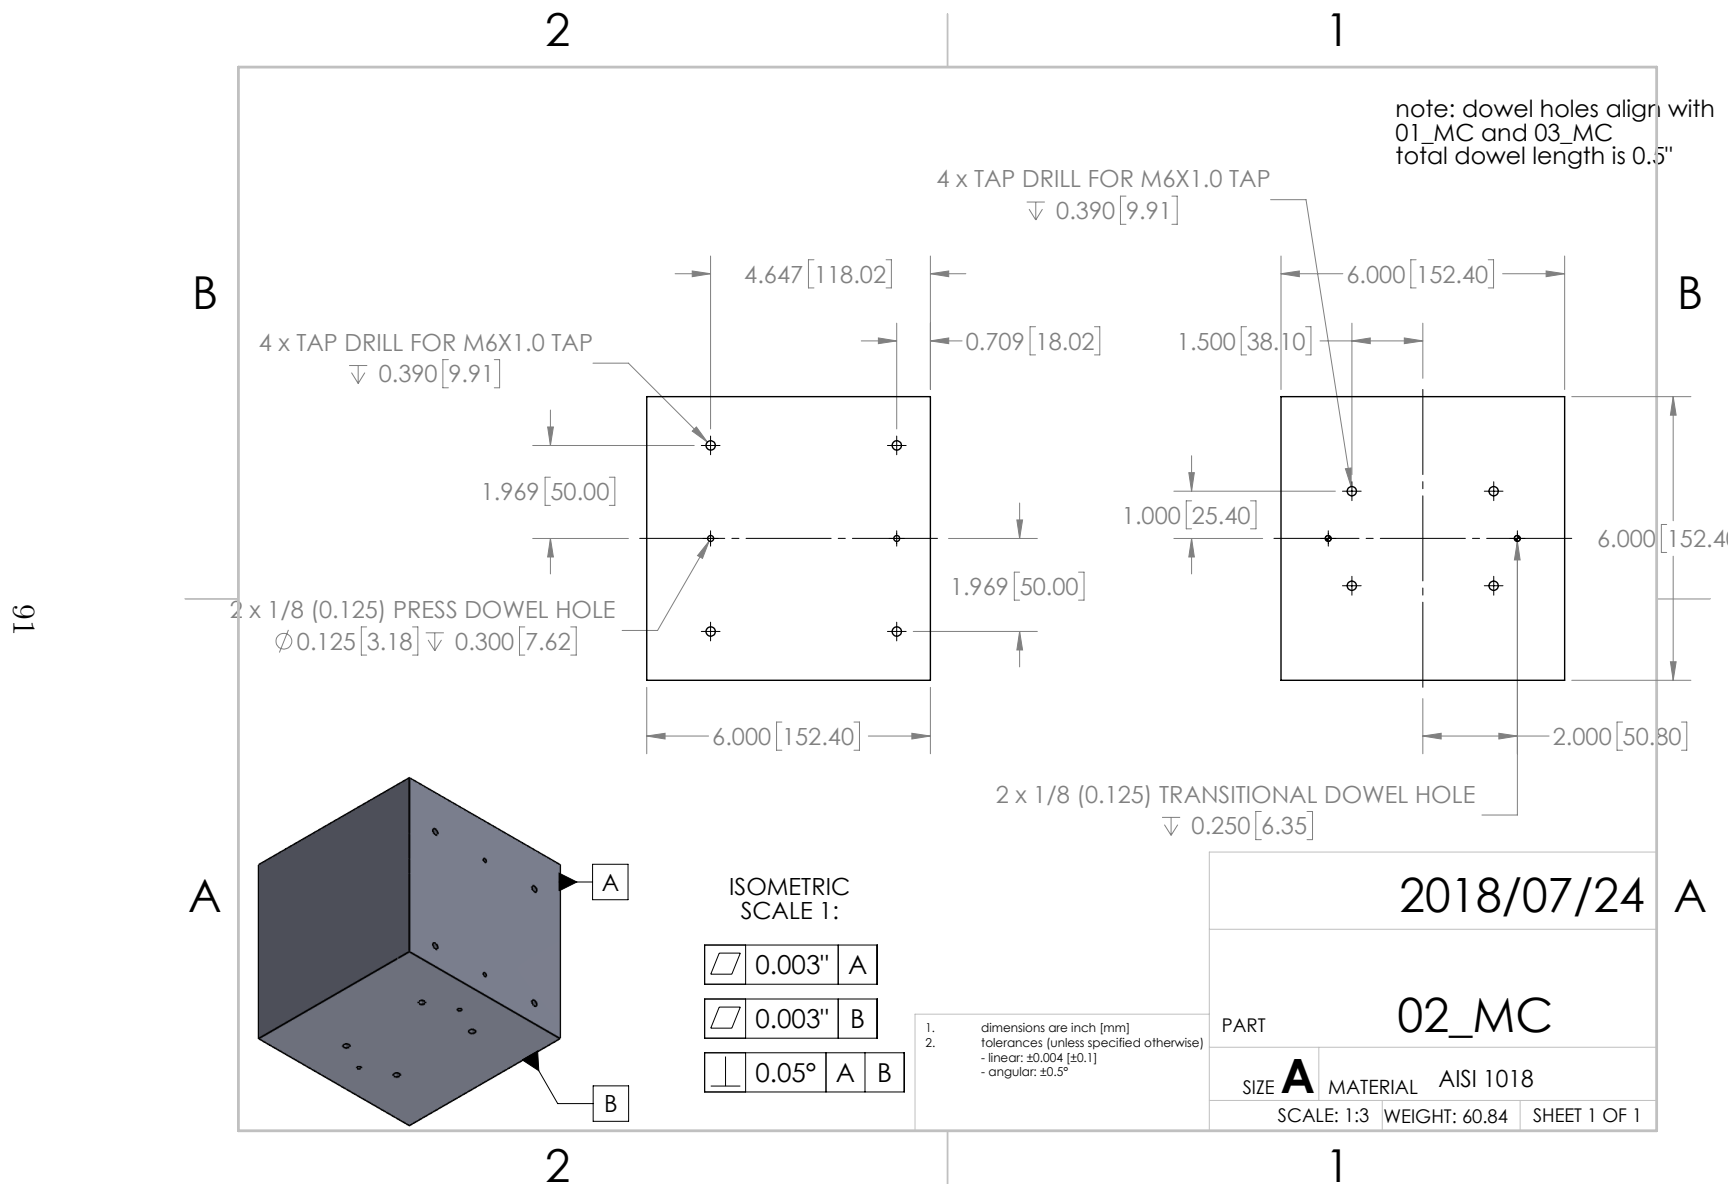 2
1
note: dowel holes align with
01_MC and 03_MC
total dowel length is 0.5"
4 x TAP DRILL FOR M6X1.0 TAP
↧ 0.390[9.91]
4.647[118.02]
6.000[152.40]
B
B
4 x TAP DRILL FOR M6X1.0 TAP
↧ 0.390[9.91]
0.709[18.02]
1.500[38.10]
1.969[50.00]
1.000[25.40]
6.000[152.40
1.969[50.00]
91
2 x 1/8 (0.125) PRESS DOWEL HOLE
∅0.125[3.18] ↧ 0.300[7.62]
6.000[152.40]
2.000[50.80]
2 x 1/8 (0.125) TRANSITIONAL DOWEL HOLE
↧ 0.250[6.35]
A
A
A
B
ISOMETRIC
SCALE 1:
⏥ 0.003" A
⏥ 0.003" B
⊥ 0.05° A B
1. dimensions are inch [mm]
2. tolerances (unless specified otherwise)
- linear: ±0.004 [±0.1]
- angular: ±0.5°
2018/07/24
PART 02_MC
SIZE A MATERIAL AISI 1018
SCALE: 1:3 WEIGHT: 60.84 SHEET 1 OF 1
2
1